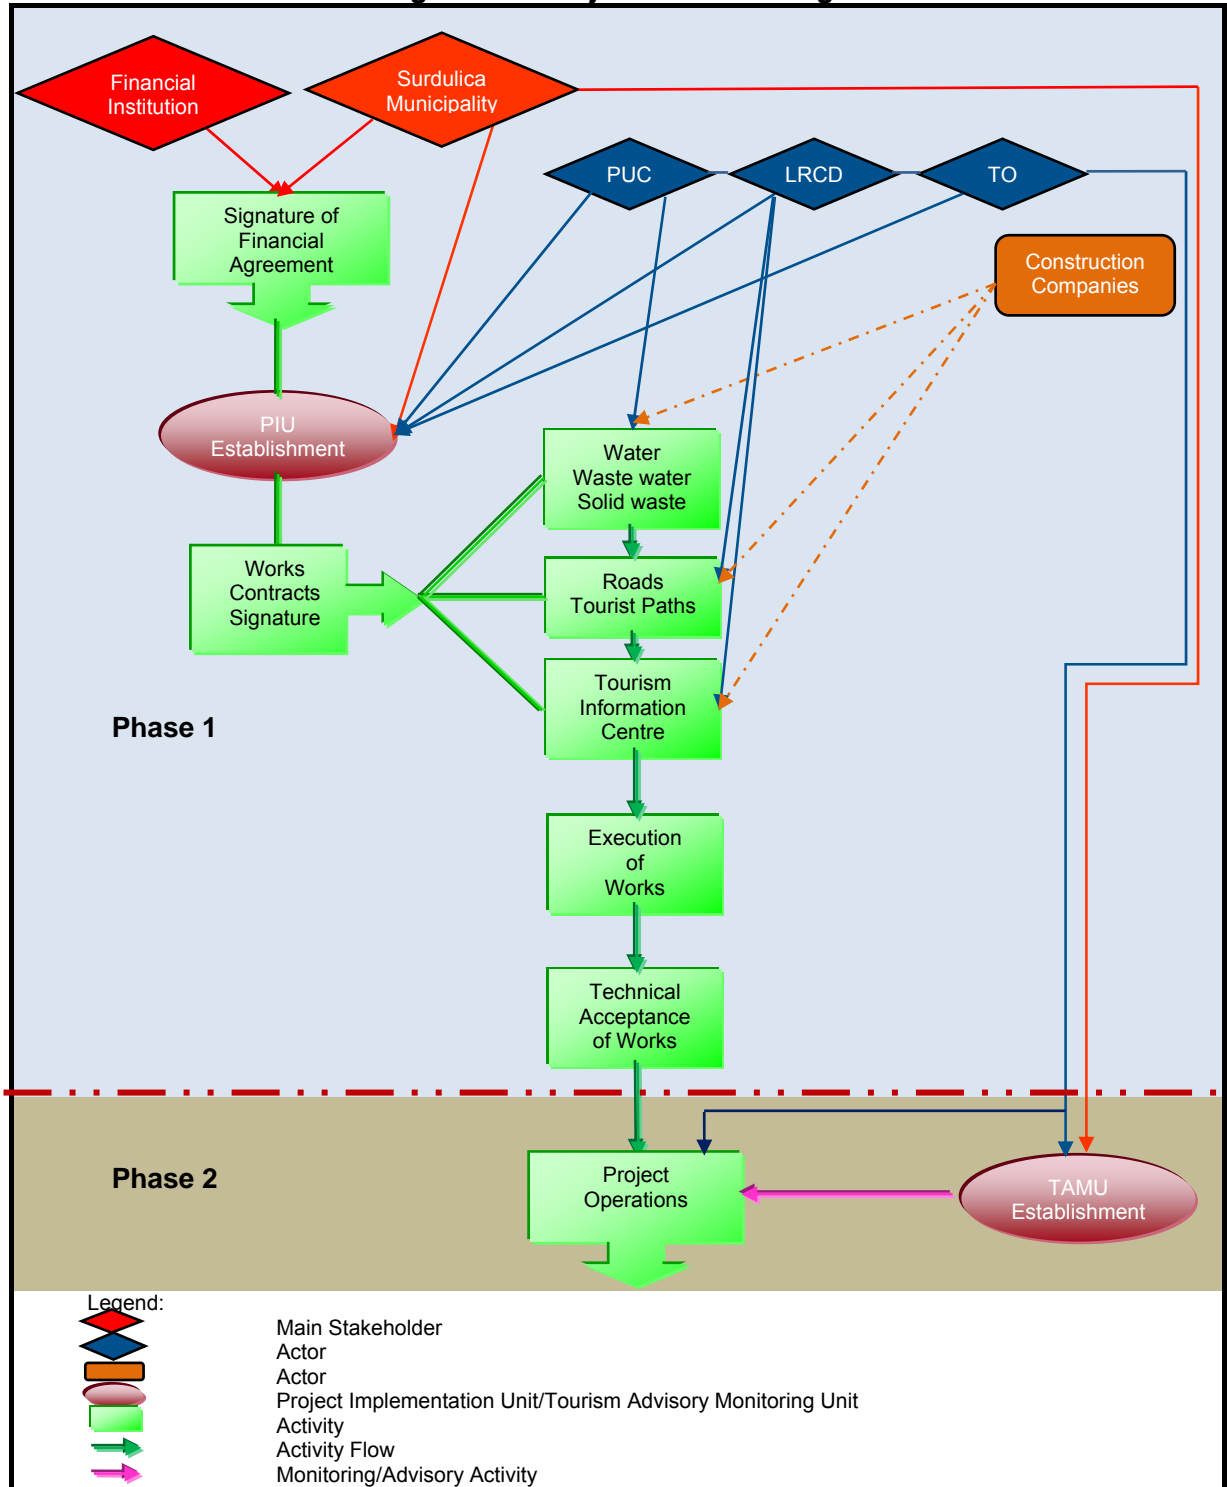 Financial
Institution
Surdulica
Municipality
PUC
LRCD
TO
Signature of
Financial
Agreement
Construction
Companies
PIU
Establishment
Water
Waste water
Solid waste
Works
Contracts
Signature
Roads
Tourist Paths
Tourism
Information
Centre
Phase 1
Execution
of
Works
Technical
Acceptance
of Works
Phase 2
Project
Operations
TAMU
Establishment
Legend:
Main Stakeholder
Actor
Actor
Project Implementation Unit/Tourism Advisory Monitoring Unit
Activity
Activity Flow
Monitoring/Advisory Activity